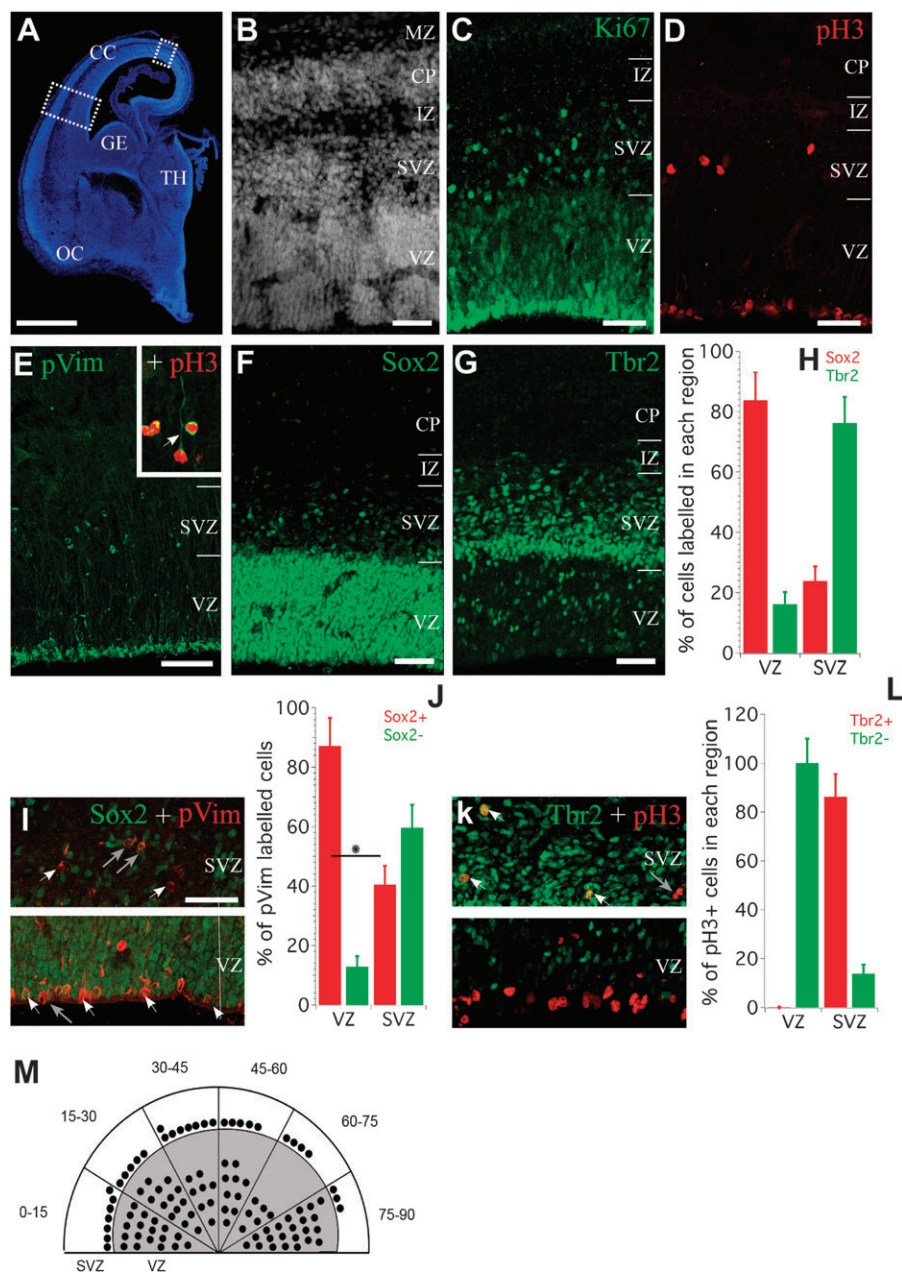 A
CC
GE
TH
OC
B
MZ
CP
IZ
SVZ
VZ
C
Ki67
IZ
SVZ
VZ
D
pH3
CP
IZ
SVZ
VZ
E pVim
+ pH3
SVZ
VZ
F
Sox2
CP
IZ
SVZ
VZ
G
Tbr2
CP
IZ
SVZ
VZ
H
Sox2
Tbr2
% of cells labelled in each region
100
80
60
40
20
0
VZ SVZ
I
Sox2 + pVim
SVZ
VZ
J
Sox2+
Sox2-
% of pVim labelled cells
100
80
60
40
20
0
VZ SVZ
k
Tbr2 + pH3
SVZ
VZ
L
Tbr2+
Tbr2-
% of pH3+ cells in each region
120
100
80
60
40
20
0
VZ SVZ
M
30-45 45-60
15-30 60-75
0-15 75-90
SVZ VZ